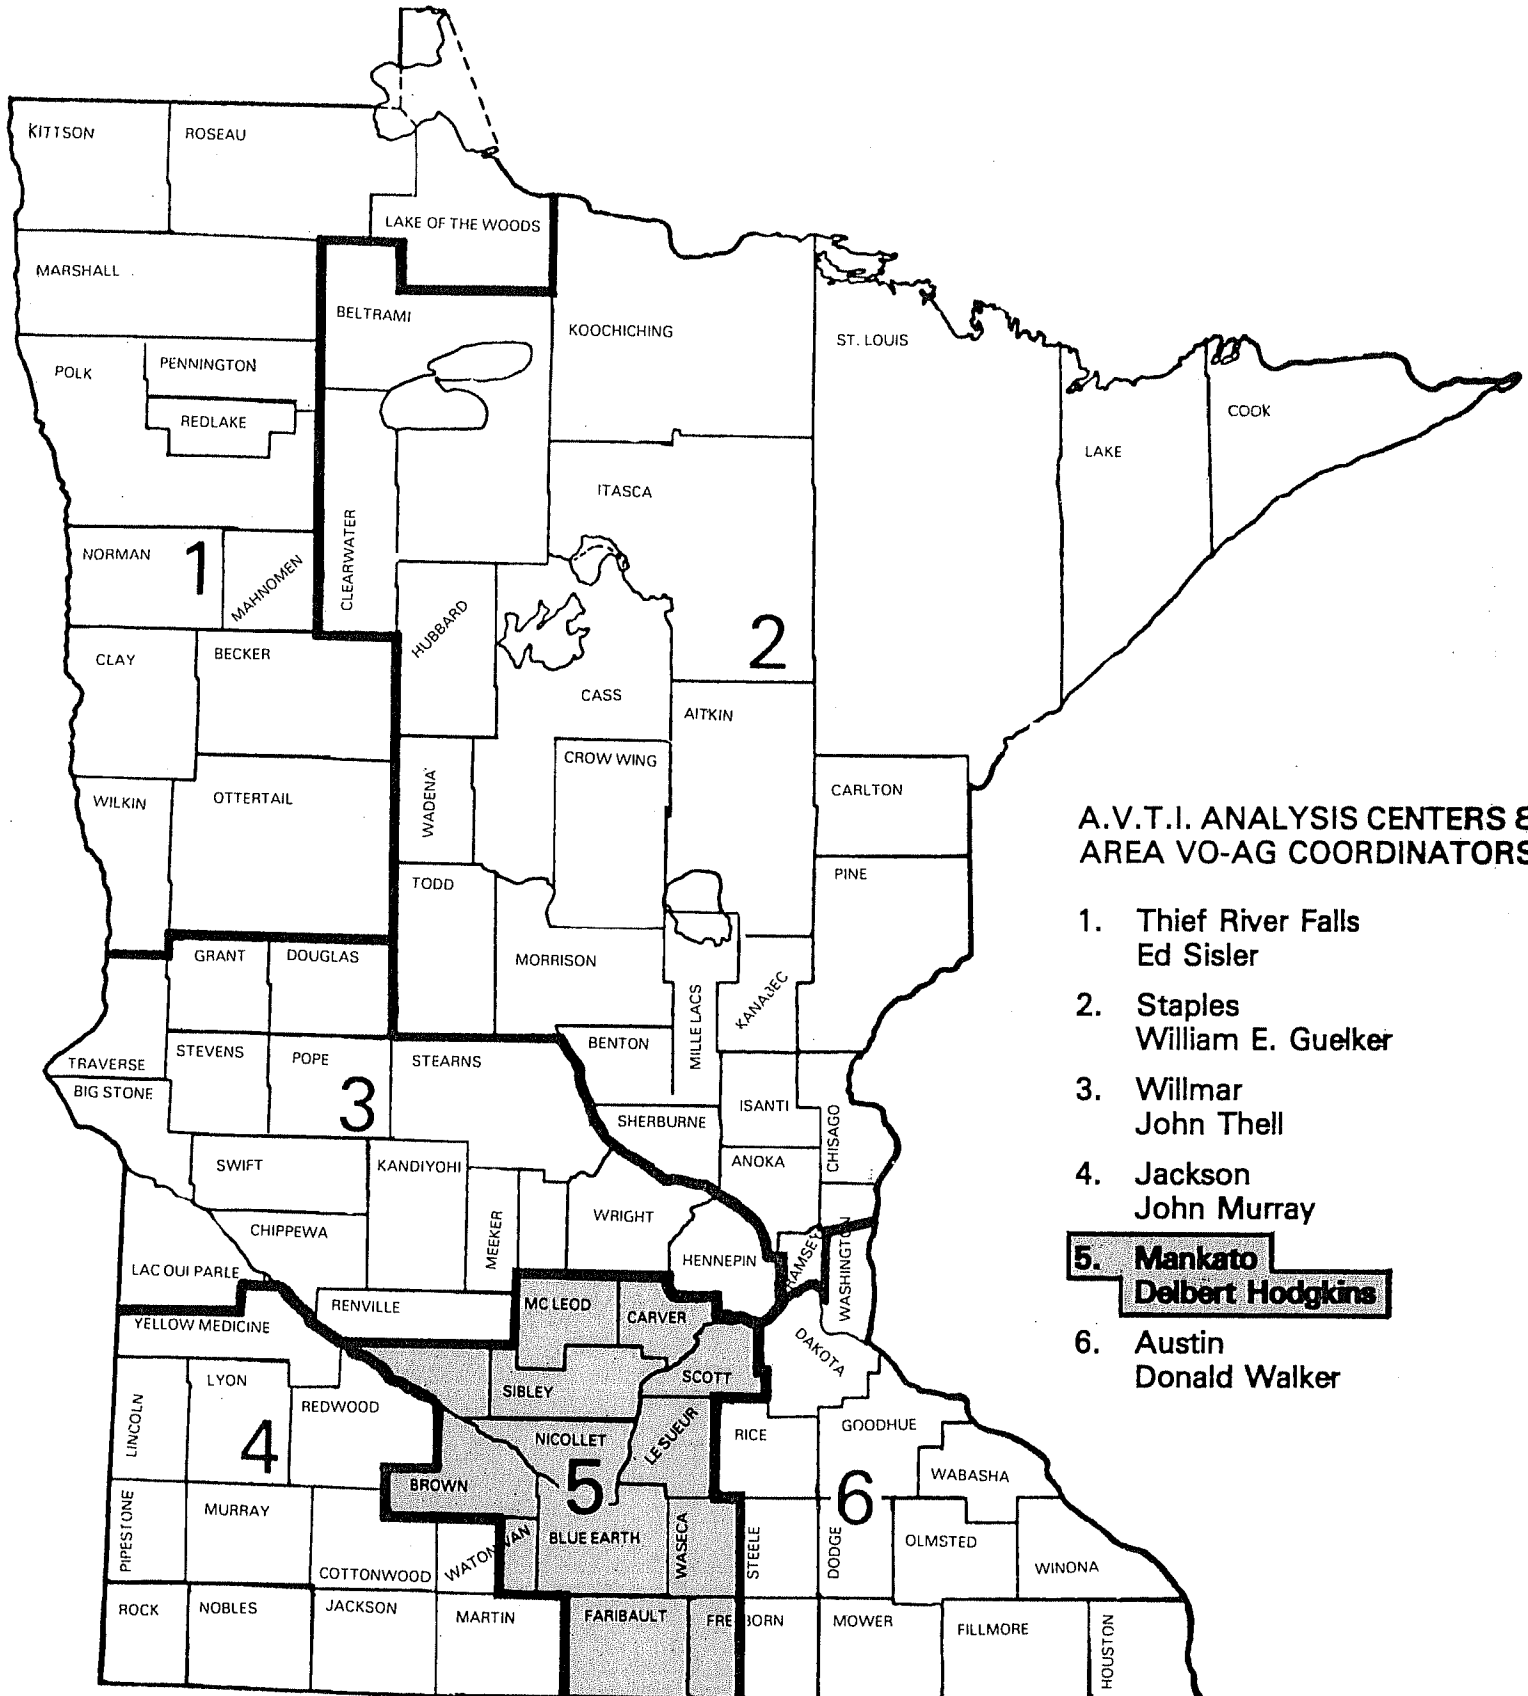 KITTSON
ROSEAU
LAKE OF THE WOODS
MARSHALL
BELTRAMI
KOOCHICHING
ST. LOUIS
POLK
PENNINGTON
REDLAKE
COOK
LAKE
ITASCA
CLEARWATER
NORMAN
1
MAHNOMEN
HUBBARD
2
CLAY
BECKER
CASS
AITKIN
CROW WING
WADENA
WILKIN
OTTERTAIL
CARLTON
TODD
PINE
GRANT
DOUGLAS
MORRISON
MILLE LACS
KANABEC
TRAVERSE
STEVENS
POPE
STEARNS
BENTON
BIG STONE
3
SHERBURNE
ISANTI
CHISAGO
SWIFT
KANDIYOHI
ANOKA
CHIPPEWA
MEEKER
WRIGHT
HENNEPIN
RAMSEY
WASHINGTON
LAC QUI PARLE
RENVILLE
MC LEOD
CARVER
YELLOW MEDICINE
DAKOTA
LINCOLN
LYON
REDWOOD
SIBLEY
SCOTT
4
NICOLLET
LE SUEUR
RICE
GOODHUE
WABASHA
BROWN
5
6
PIPESTONE
MURRAY
COTTONWOOD
WATONWAN
BLUE EARTH
WASECA
STEELE
DODGE
OLMSTED
WINONA
ROCK
NOBLES
JACKSON
MARTIN
FARIBAULT
FREEBORN
MOWER
FILLMORE
HOUSTON
A.V.T.I. ANALYSIS CENTERS &
AREA VO-AG COORDINATORS
1. Thief River Falls
Ed Sisler
2. Staples
William E. Guelker
3. Willmar
John Thell
4. Jackson
John Murray
5. Mankato
Delbert Hodgkins
6. Austin
Donald Walker